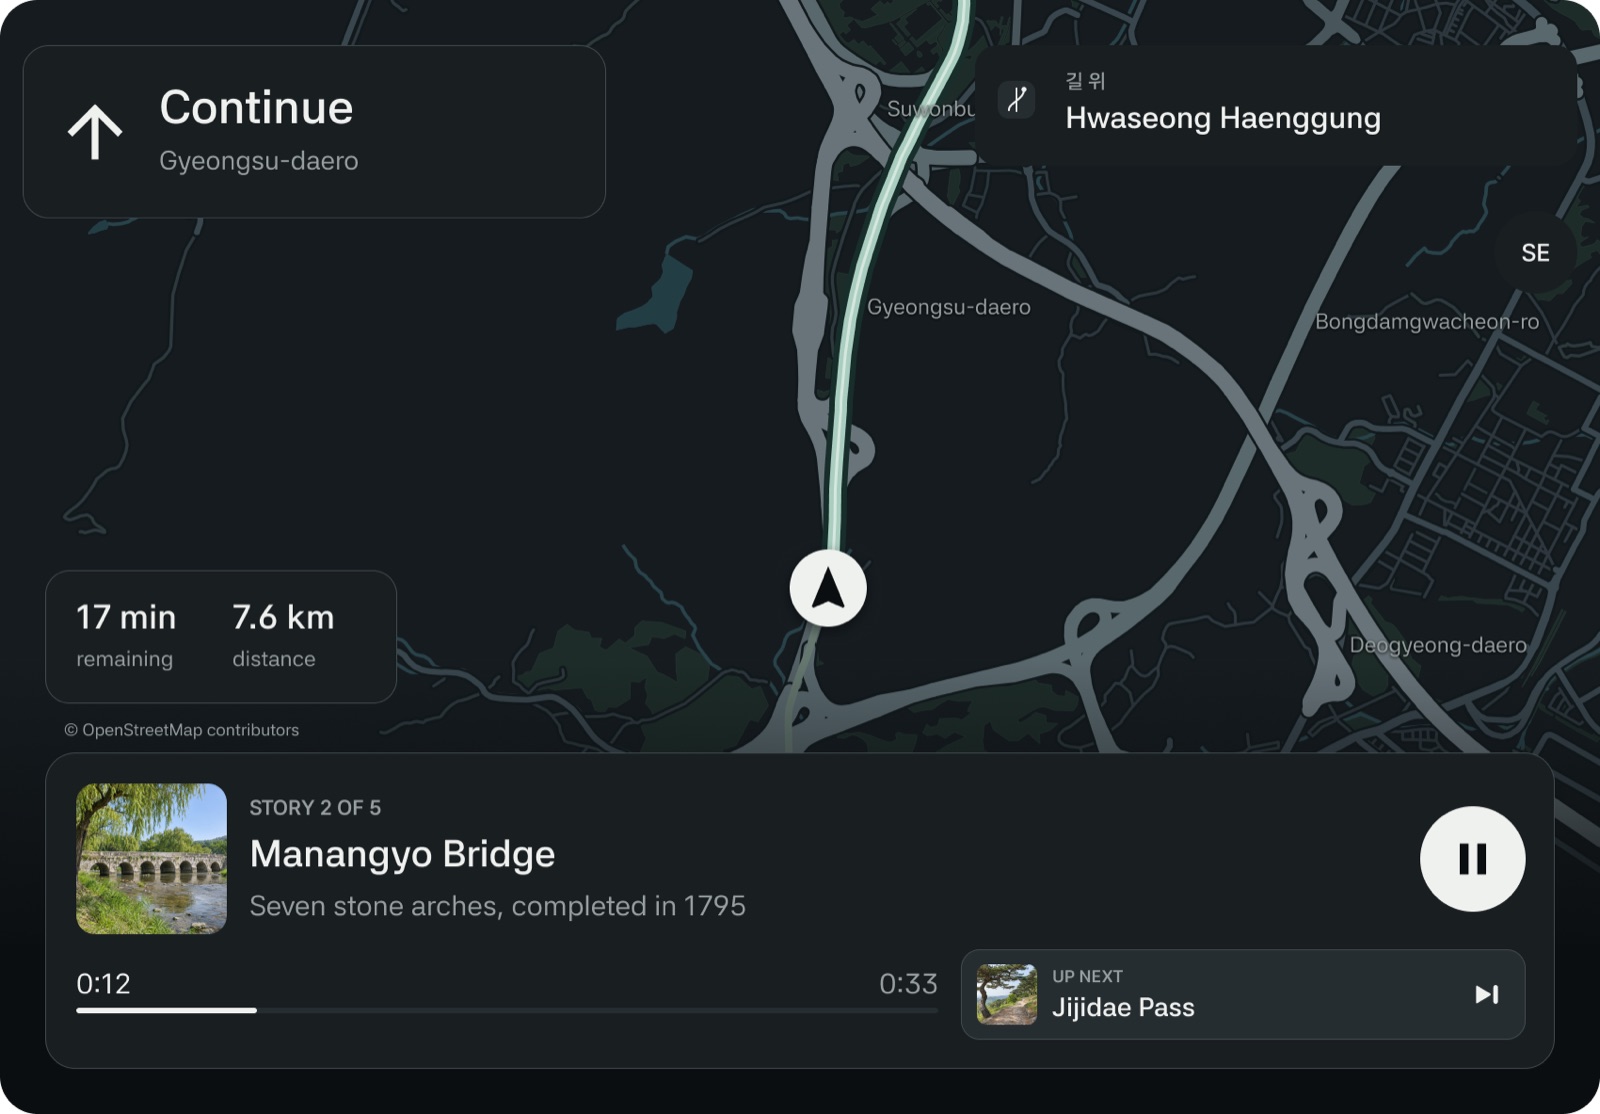 Continue
Gyeongsu-daero
길 위
Hwaseong Haenggung
SE
Gyeongsu-daero
Bongdamgwacheon-ro
17 min
remaining
7.6 km
distance
Deogyeong-daero
© OpenStreetMap contributors
STORY 2 OF 5
Manangyo Bridge
Seven stone arches, completed in 1795
0:12
0:33
UP NEXT
Jijidae Pass